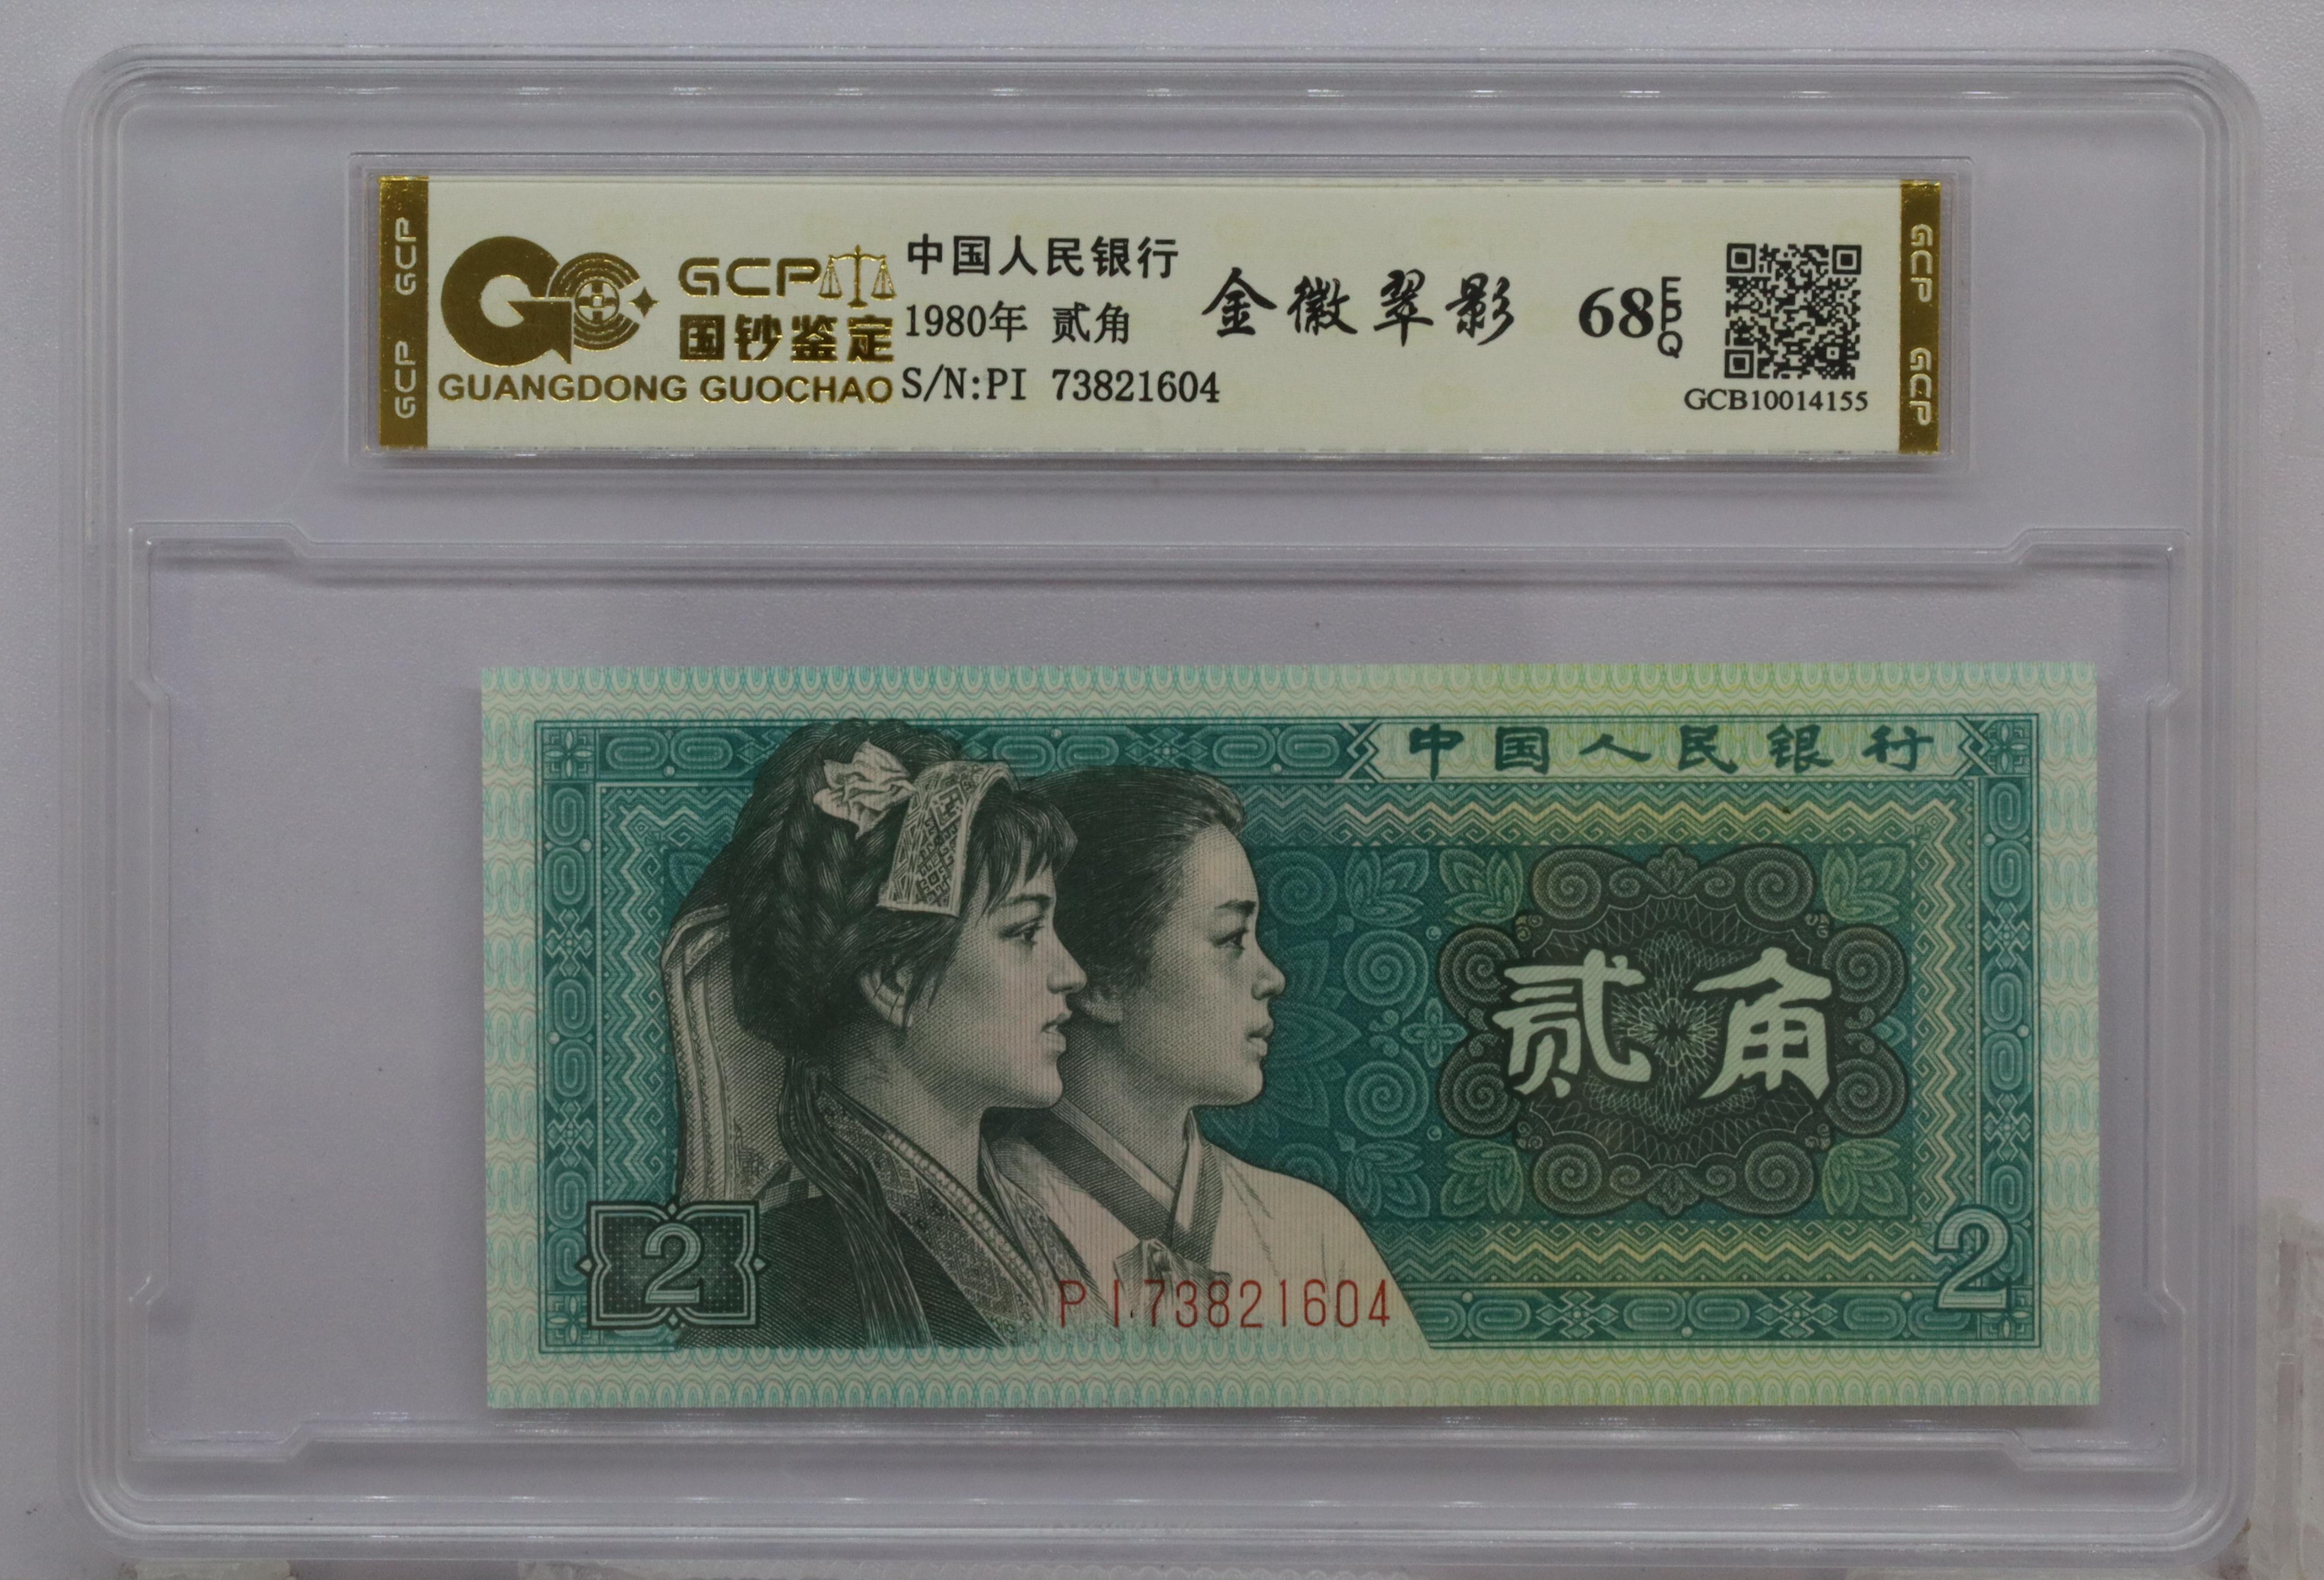 GCP GCP
GCP
国钞鉴定
GUANGDONG GUOCHAO
中国人民银行
1980年 贰角
S/N:PI 73821604
金徽翠影
68 EPQ
GCB10014155
GCP GCP
中国人民银行
贰角
2
PI 73821604
2